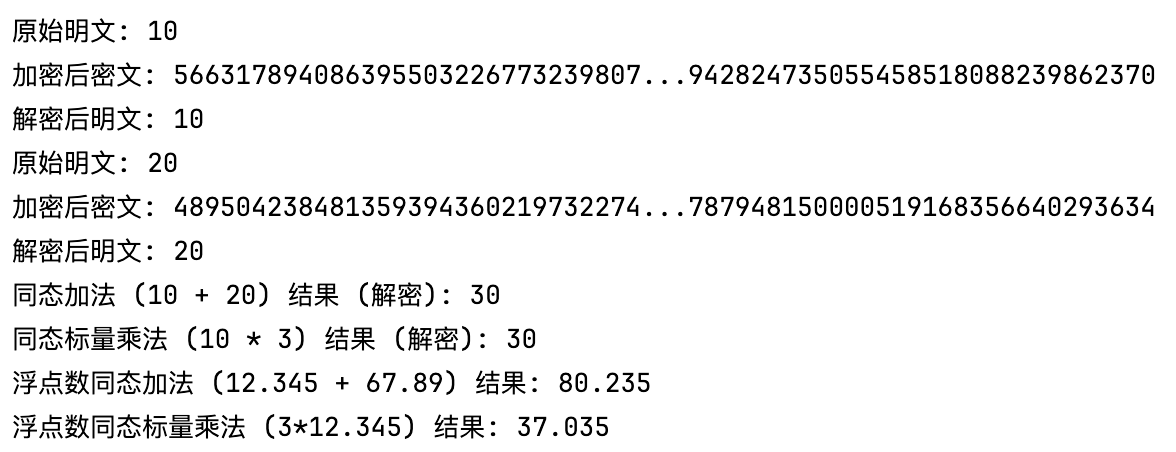 原始明文: 10
加密后密文: 566317894086395503226773239807...942824735055458518088239862370
解密后明文: 10
原始明文: 20
加密后密文: 489504238481359394360219732274...787948150000519168356640293634
解密后明文: 20
同态加法 (10 + 20) 结果 (解密): 30
同态标量乘法 (10 * 3) 结果 (解密): 30
浮点数同态加法 (12.345 + 67.89) 结果: 80.235
浮点数同态标量乘法 (3*12.345) 结果: 37.035